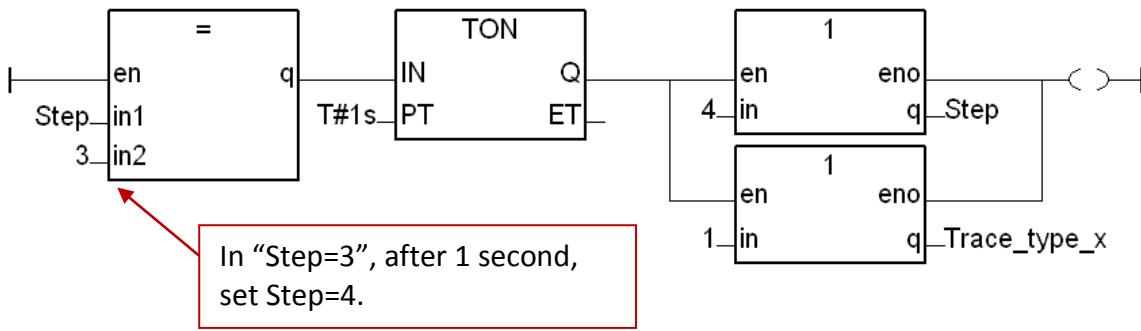 = TON 1
en q IN Q en eno
Step in1 T#1s PT ET 4 in q Step
3 in2
1
en eno
1 in q Trace_type_x
In “Step=3”, after 1 second,
set Step=4.